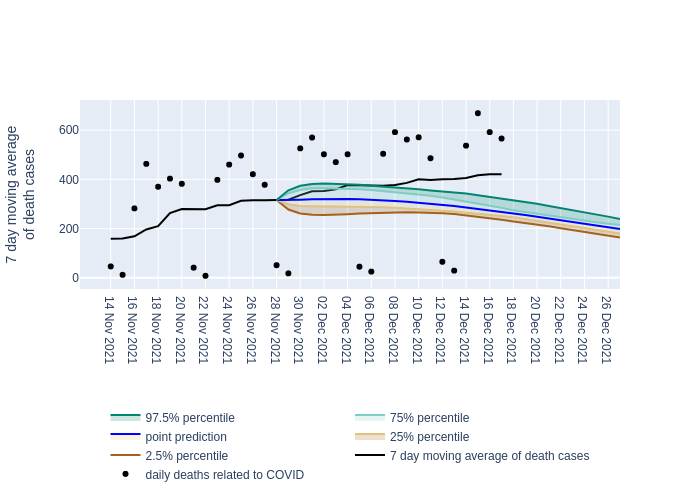 7 day moving average
of death cases
600
400
200
0
14 Nov 2021
16 Nov 2021
18 Nov 2021
20 Nov 2021
22 Nov 2021
24 Nov 2021
26 Nov 2021
28 Nov 2021
30 Nov 2021
02 Dec 2021
04 Dec 2021
06 Dec 2021
08 Dec 2021
10 Dec 2021
12 Dec 2021
14 Dec 2021
16 Dec 2021
18 Dec 2021
20 Dec 2021
22 Dec 2021
24 Dec 2021
26 Dec 2021
97.5% percentile
75% percentile
point prediction
25% percentile
2.5% percentile
7 day moving average of death cases
daily deaths related to COVID